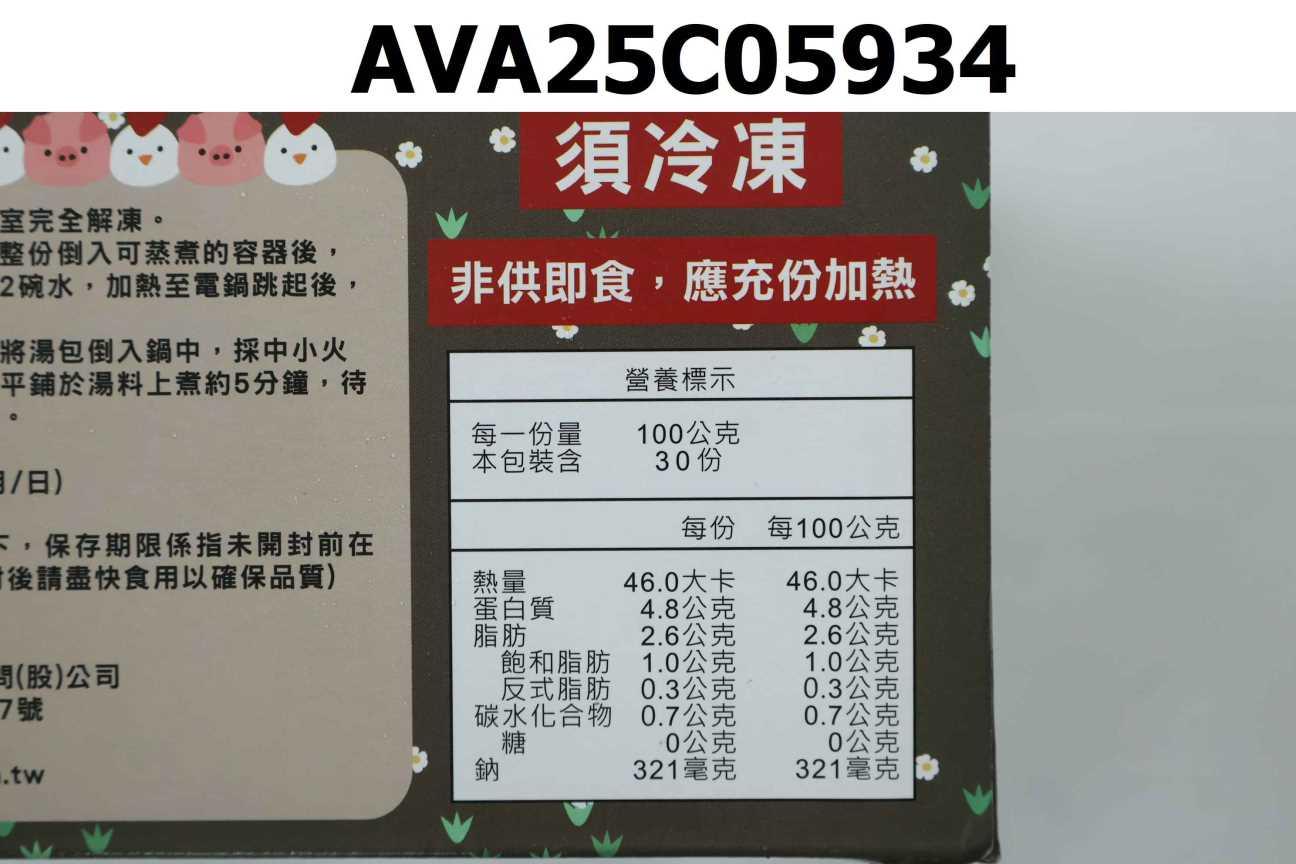 AVA25C05934
須冷凍
非供即食，應充份加熱
室完全解凍。
整份倒入可蒸煮的容器後，
2碗水，加熱至電鍋跳起後，
將湯包倒入鍋中，採中小火
平鋪於湯料上煮約5分鐘，待
。
/日)
下，保存期限係指未開封前在
後請盡快食用以確保品質)
問(股)公司
7號
.tw
營養標示
每一份量 100公克
本包裝含 30份
每份 每100公克
熱量 46.0大卡 46.0大卡
蛋白質 4.8公克 4.8公克
脂肪 2.6公克 2.6公克
飽和脂肪 1.0公克 1.0公克
反式脂肪 0.3公克 0.3公克
碳水化合物 0.7公克 0.7公克
糖 0公克 0公克
鈉 321毫克 321毫克